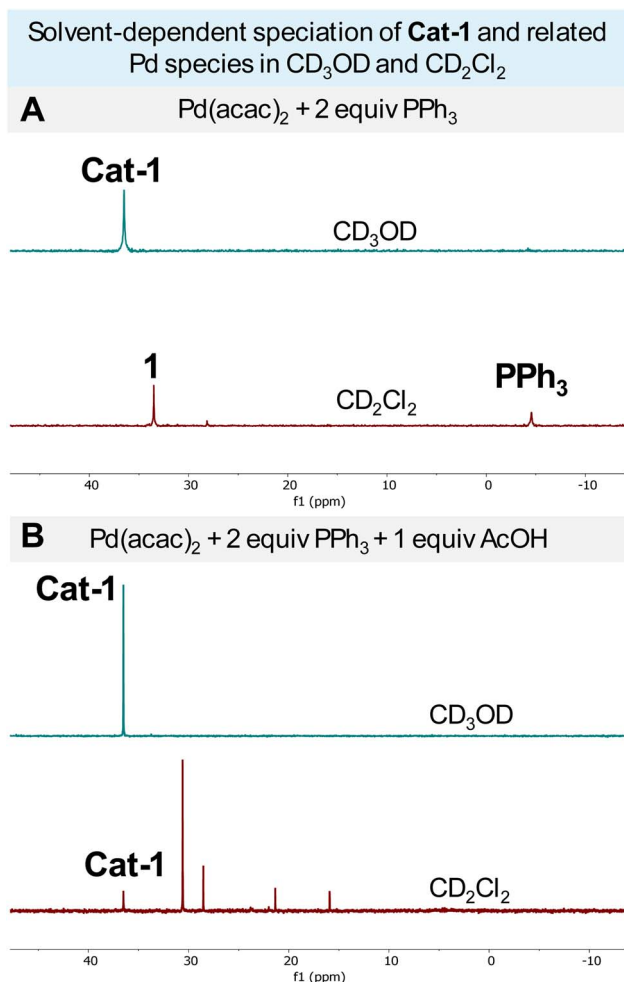 Solvent-dependent speciation of Cat-1 and related
Pd species in CD₃OD and CD₂Cl₂
A Pd(acac)₂ + 2 equiv PPh₃
Cat-1
CD₃OD
1
PPh₃
CD₂Cl₂
40 30 20 10 0 -10
f1 (ppm)
B Pd(acac)₂ + 2 equiv PPh₃ + 1 equiv AcOH
Cat-1
CD₃OD
Cat-1
CD₂Cl₂
40 30 20 10 0 -10
f1 (ppm)